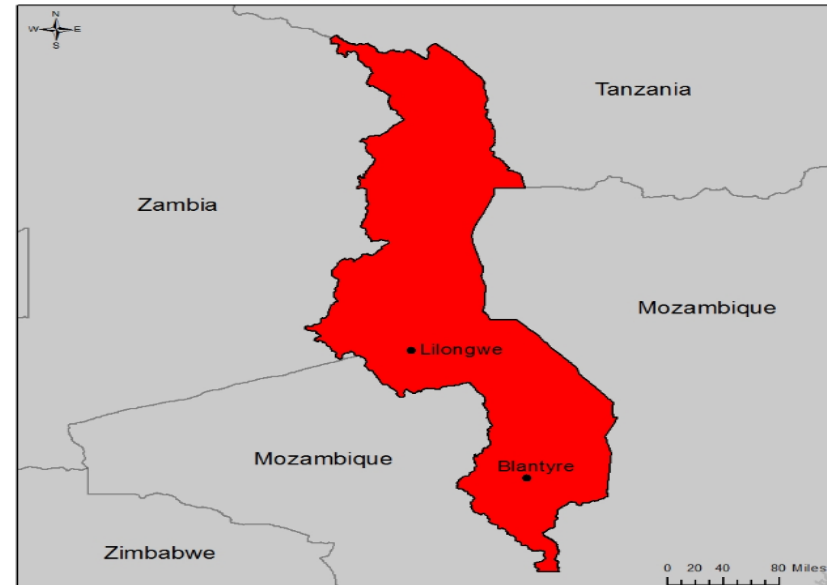 N
W E
S
Tanzania
Zambia
Mozambique
Lilongwe
Mozambique
Blantyre
Zimbabwe
0 20 40 80 Miles